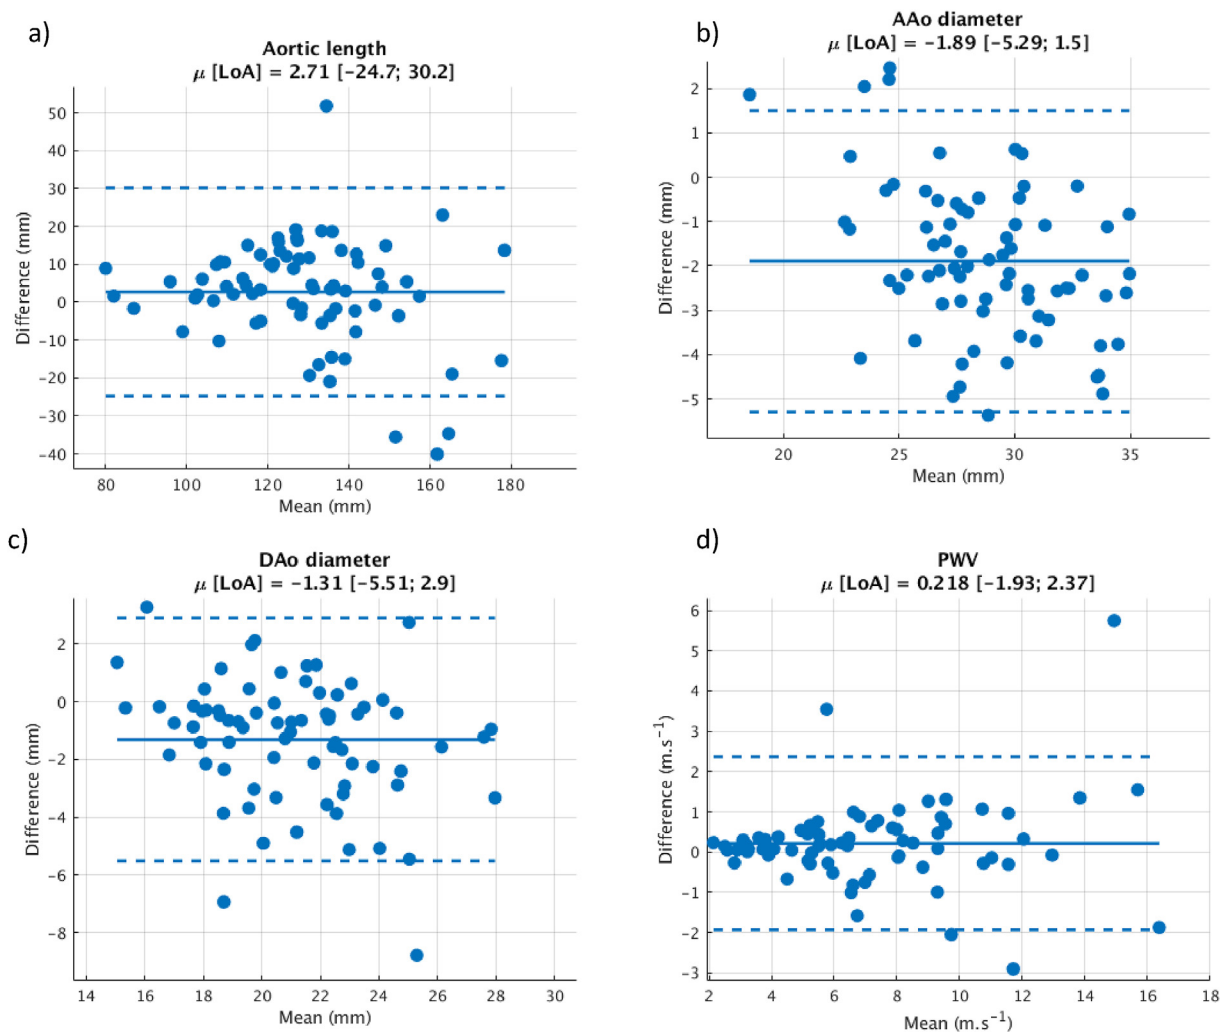 a)
Aortic length
μ [LoA] = 2.71 [−24.7; 30.2]
Difference (mm)
50
40
30
20
10
0
−10
−20
−30
−40
80 100 120 140 160 180
Mean (mm)
b)
AAo diameter
μ [LoA] = −1.89 [−5.29; 1.5]
Difference (mm)
2
1
0
−1
−2
−3
−4
−5
20 25 30 35
Mean (mm)
c)
DAo diameter
μ [LoA] = −1.31 [−5.51; 2.9]
Difference (mm)
2
0
−2
−4
−6
−8
14 16 18 20 22 24 26 28 30
Mean (mm)
d)
PWV
μ [LoA] = 0.218 [−1.93; 2.37]
Difference (m.s⁻¹)
6
5
4
3
2
1
0
−1
−2
−3
2 4 6 8 10 12 14 16 18
Mean (m.s⁻¹)